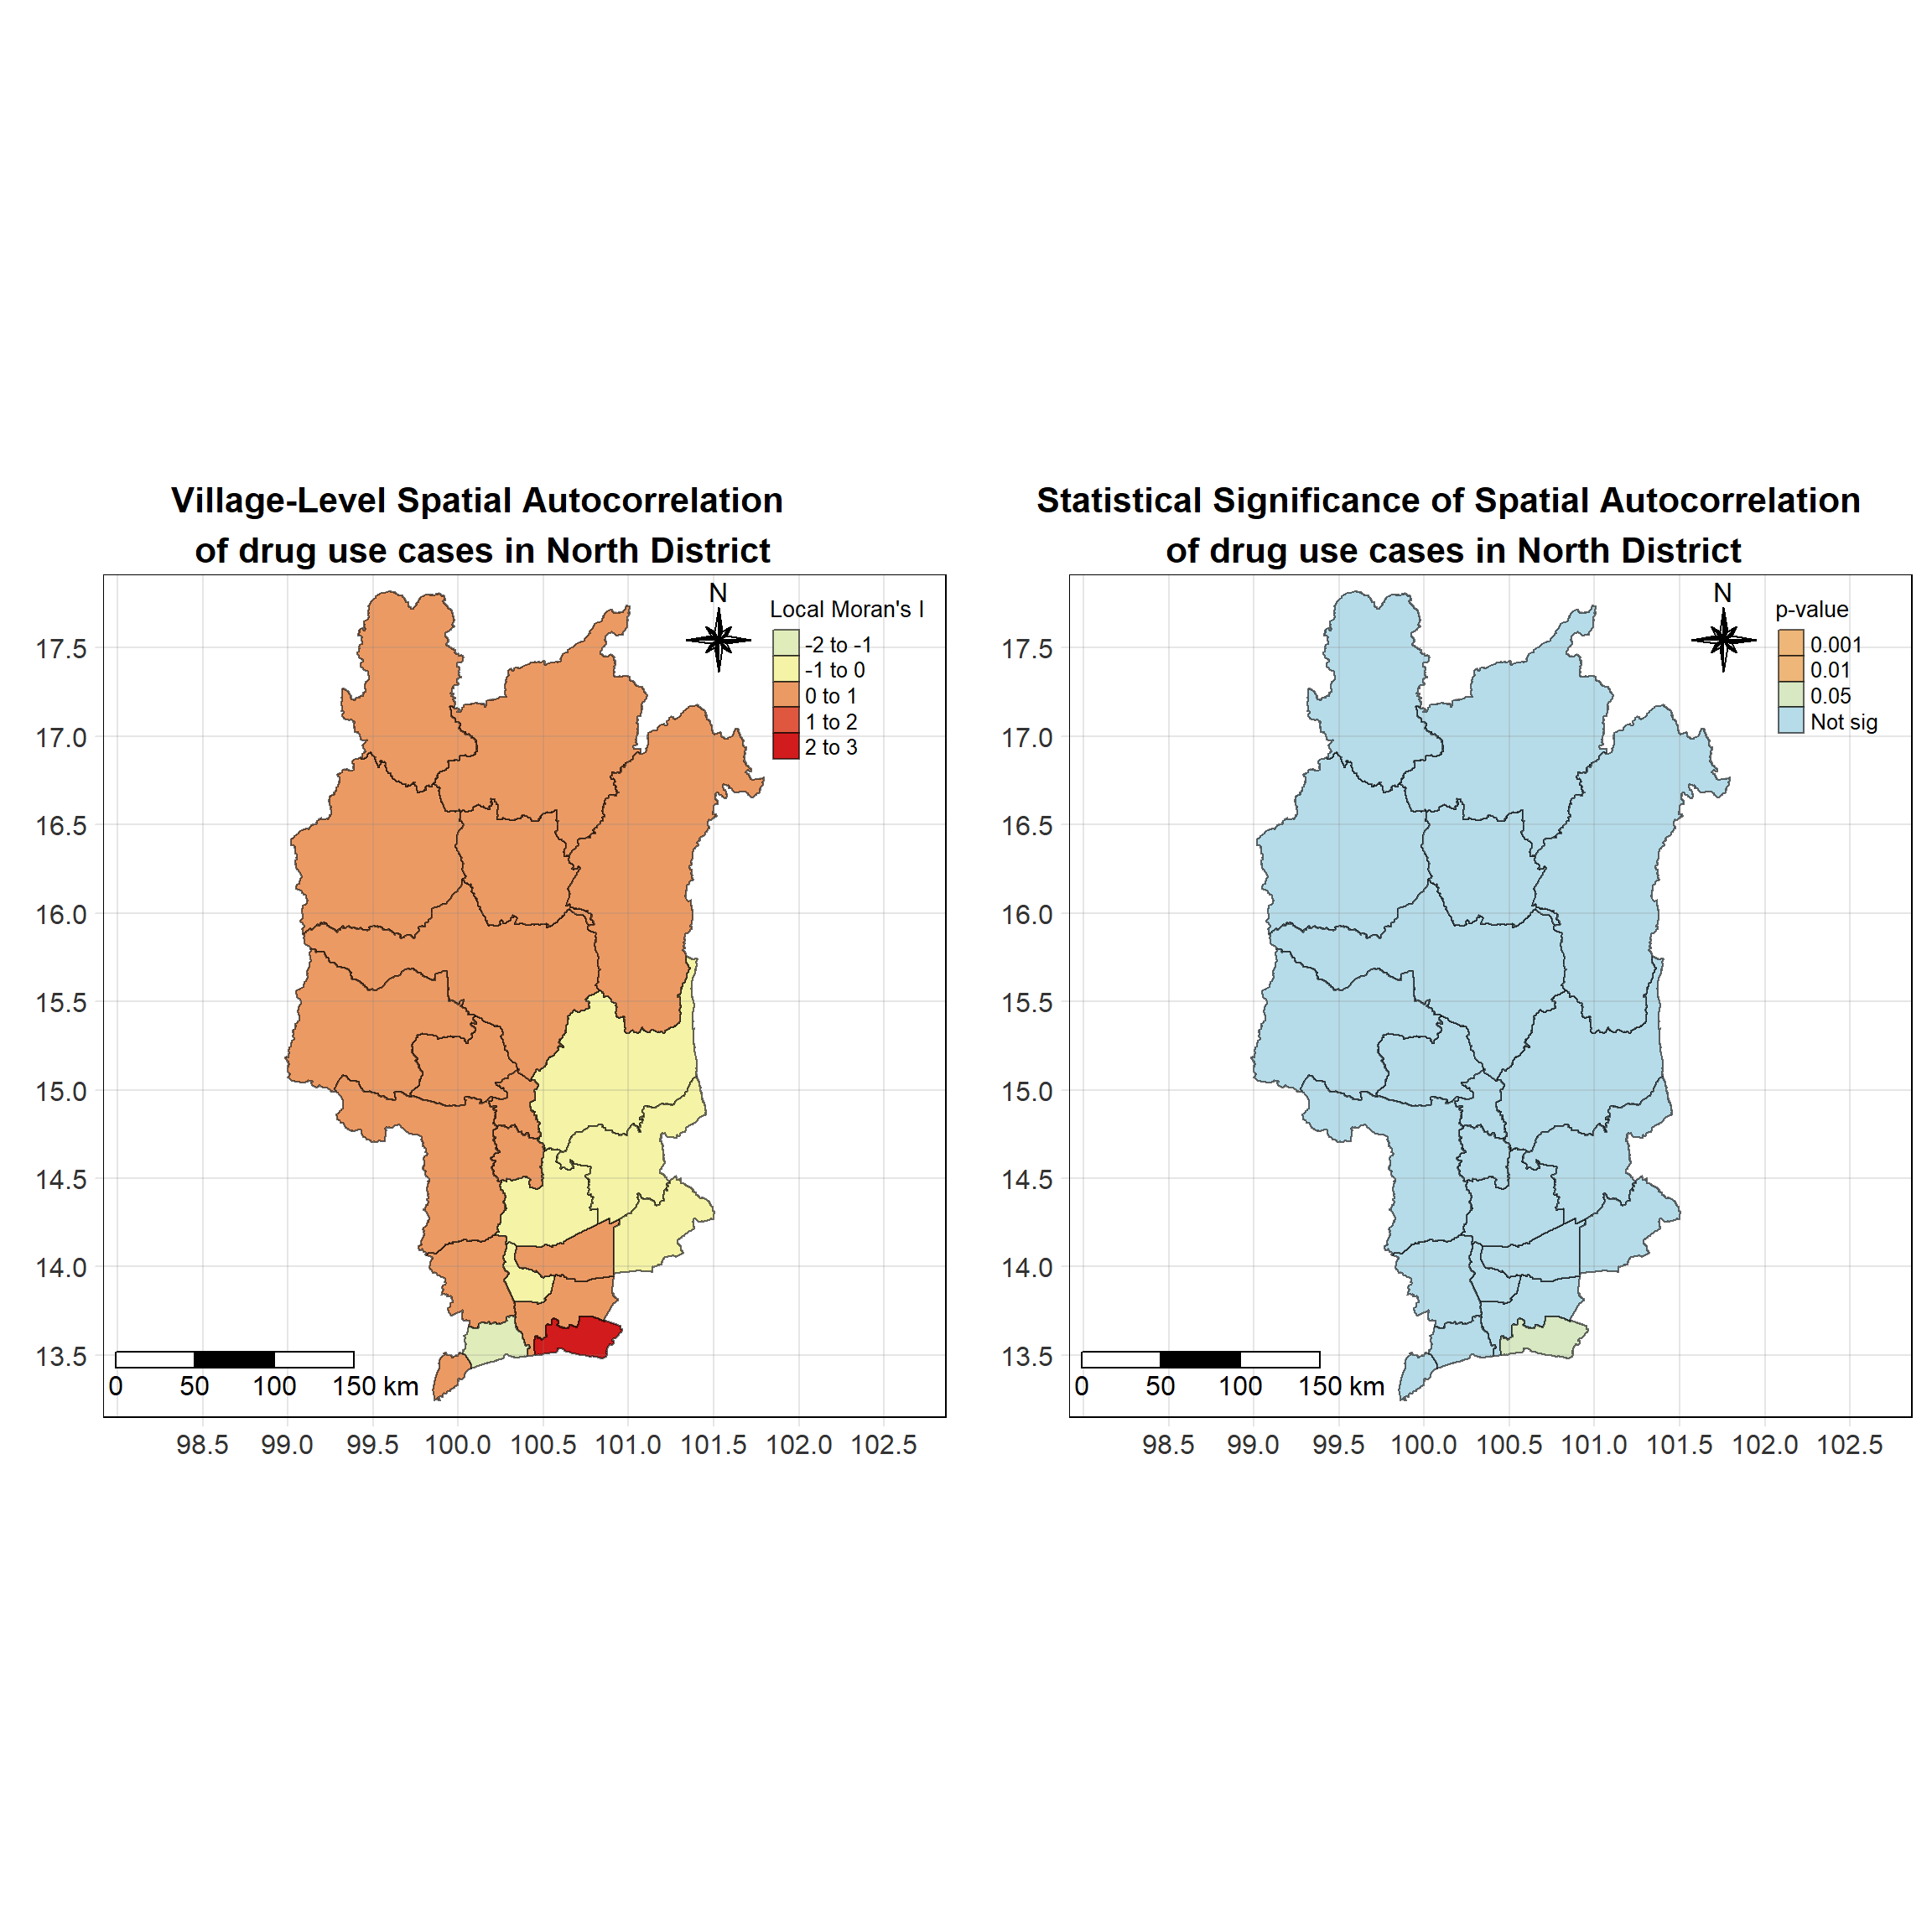 Village-Level Spatial Autocorrelation
of drug use cases in North District
N
Local Moran's I
-2 to -1
-1 to 0
0 to 1
1 to 2
2 to 3
17.5
17.0
16.5
16.0
15.5
15.0
14.5
14.0
13.5
0 50 100 150 km
98.5 99.0 99.5 100.0 100.5 101.0 101.5 102.0 102.5
Statistical Significance of Spatial Autocorrelation
of drug use cases in North District
N
p-value
0.001
0.01
0.05
Not sig
17.5
17.0
16.5
16.0
15.5
15.0
14.5
14.0
13.5
0 50 100 150 km
98.5 99.0 99.5 100.0 100.5 101.0 101.5 102.0 102.5